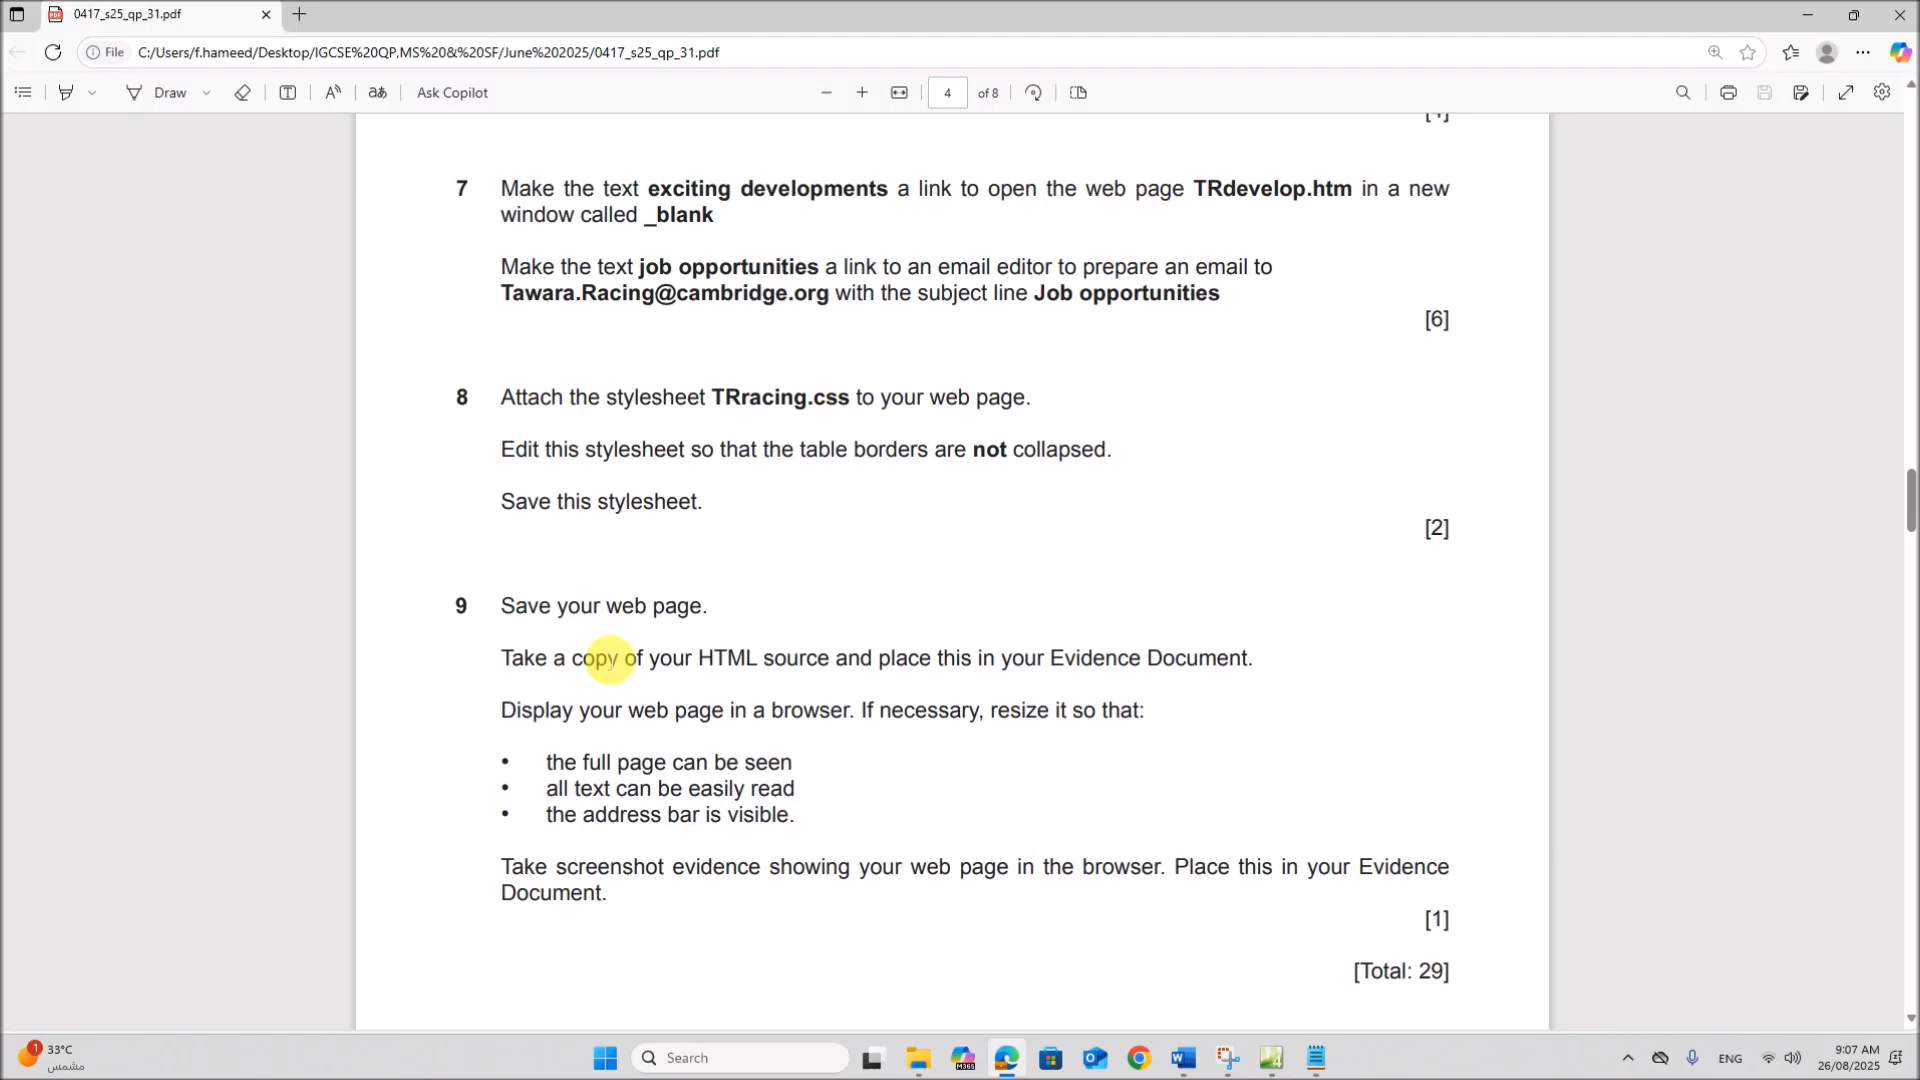 0417_s25_qp_31.pdf
File C:/Users/f.hameed/Desktop/IGCSE%20QP,MS%20&%20SF/June%202025/0417_s25_qp_31.pdf
Draw
aあ
Ask Copilot
4 of 8
7 Make the text exciting developments a link to open the web page TRdevelop.htm in a new
window called _blank
Make the text job opportunities a link to an email editor to prepare an email to
Tawara.Racing@cambridge.org with the subject line Job opportunities
[6]
8 Attach the stylesheet TRracing.css to your web page.
Edit this stylesheet so that the table borders are not collapsed.
Save this stylesheet.
[2]
9 Save your web page.
Take a copy of your HTML source and place this in your Evidence Document.
Display your web page in a browser. If necessary, resize it so that:
• the full page can be seen
• all text can be easily read
• the address bar is visible.
Take screenshot evidence showing your web page in the browser. Place this in your Evidence
Document.
[1]
[Total: 29]
1
33°C
مشمس
Search
M365
ENG
9:07 AM
26/08/2025